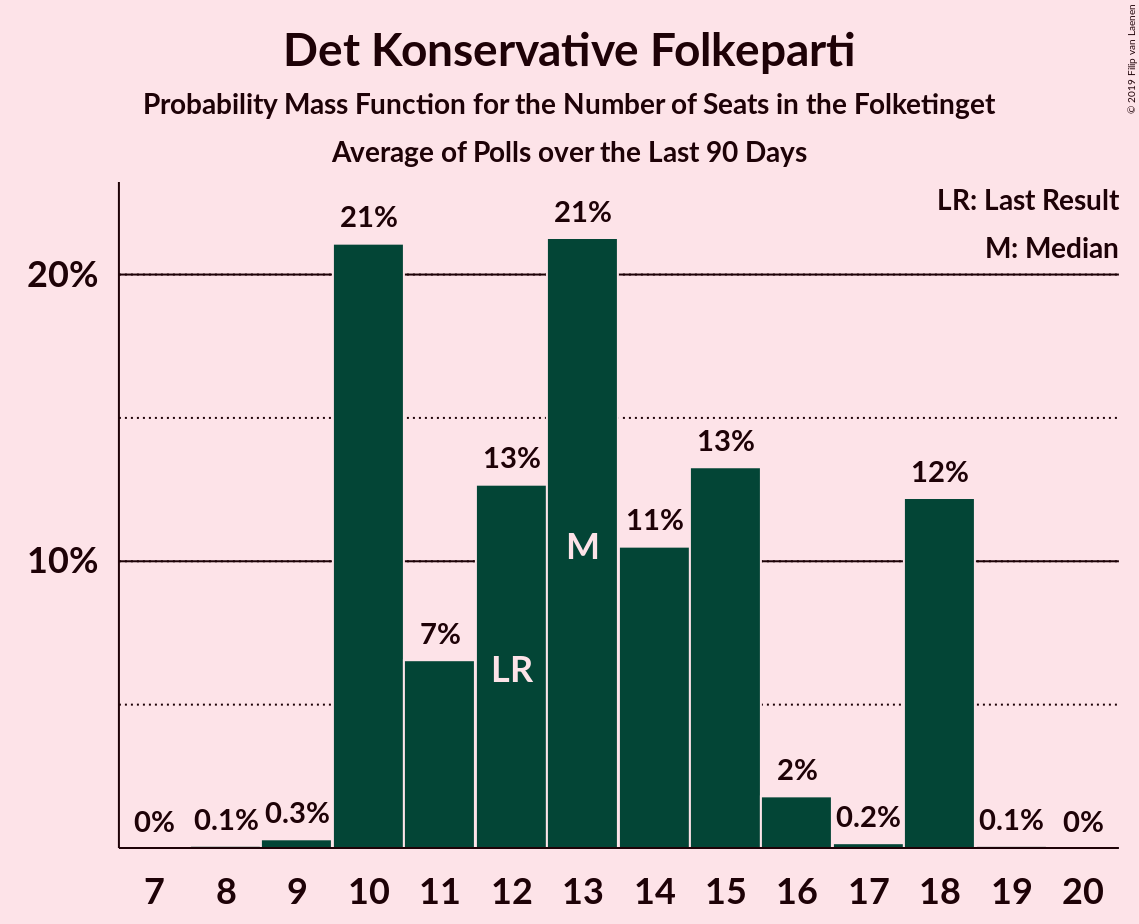 Det Konservative Folkeparti
Probability Mass Function for the Number of Seats in the Folketinget
Average of Polls over the Last 90 Days
© 2019 Filip van Laenen
LR: Last Result
M: Median
20%
10%
0%
0.1%
0.3%
21%
7%
13%
21%
11%
13%
2%
0.2%
12%
0.1%
0%
LR
M
7 8 9 10 11 12 13 14 15 16 17 18 19 20